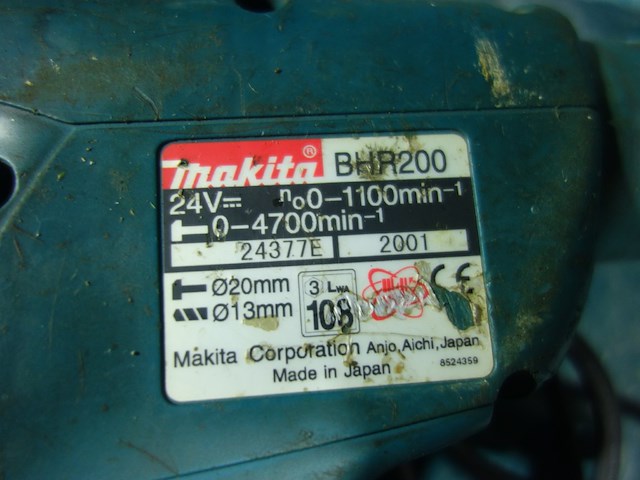 makita® BHR200
24V⎓ n₀0-1100min⁻¹
0-4700min⁻¹
24377E 2001
Ø20mm
Ø13mm
3 LWA
108
CE
Makita Corporation Anjo, Aichi, Japan
Made in Japan 8524359